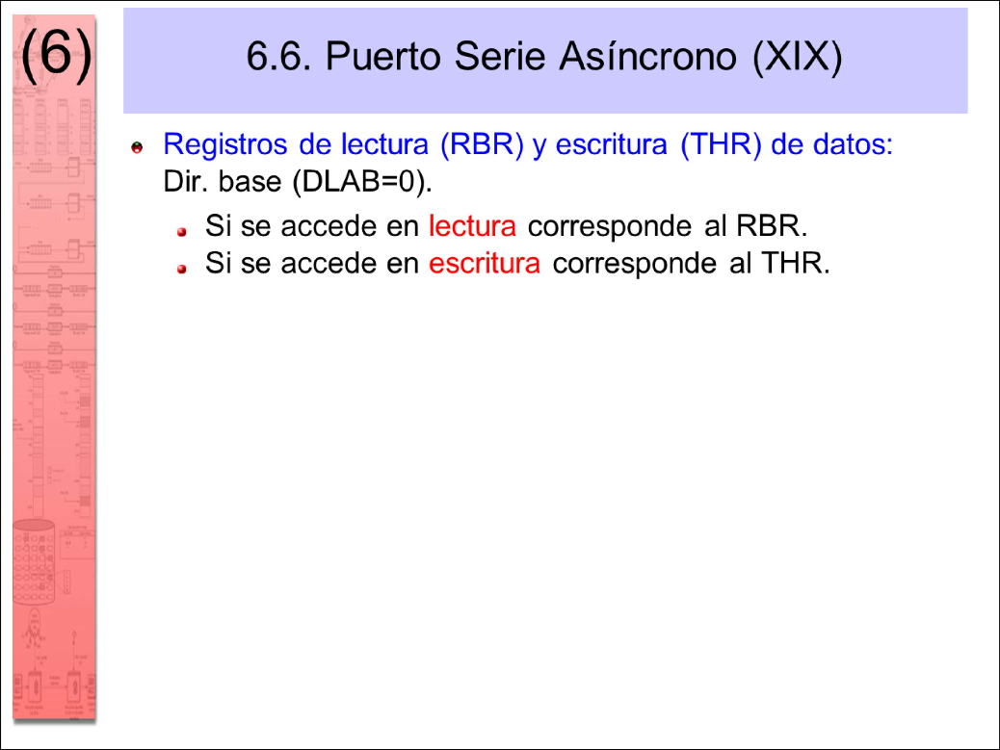 (6)
6.6. Puerto Serie Asíncrono (XIX)
Registros de lectura (RBR) y escritura (THR) de datos:
Dir. base (DLAB=0).
Si se accede en lectura corresponde al RBR.
Si se accede en escritura corresponde al THR.